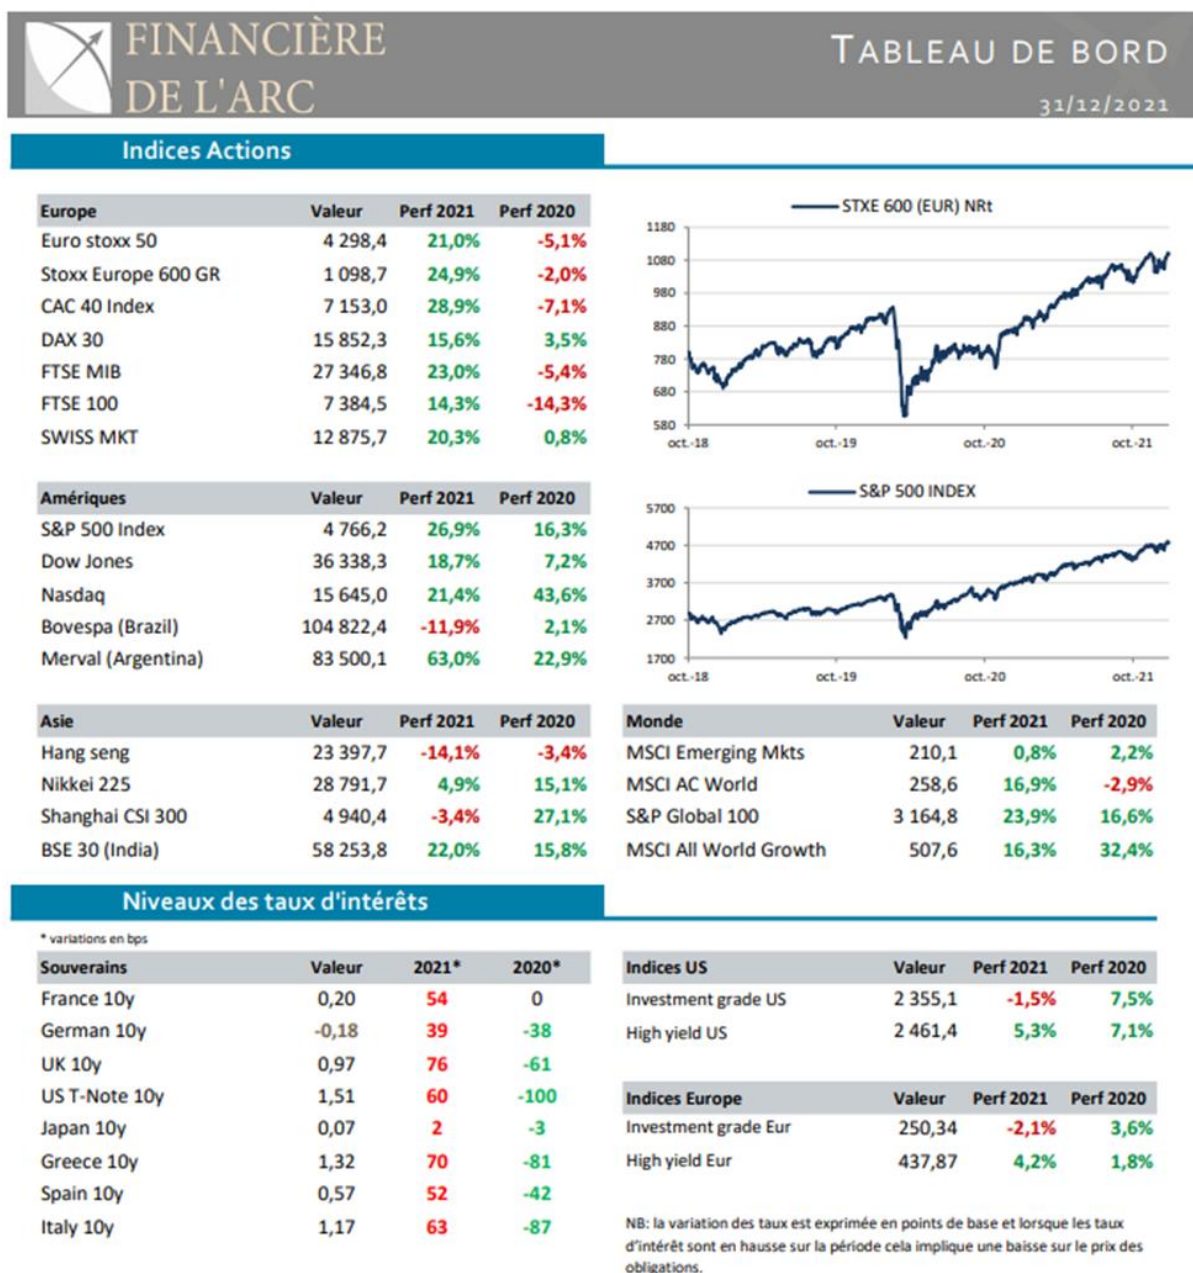 FINANCIÈRE
DE L'ARC
TABLEAU DE BORD
31/12/2021
Indices Actions
Europe Valeur Perf 2021 Perf 2020
Euro stoxx 50 4 298,4 21,0% -5,1%
Stoxx Europe 600 GR 1 098,7 24,9% -2,0%
CAC 40 Index 7 153,0 28,9% -7,1%
DAX 30 15 852,3 15,6% 3,5%
FTSE MIB 27 346,8 23,0% -5,4%
FTSE 100 7 384,5 14,3% -14,3%
SWISS MKT 12 875,7 20,3% 0,8%
STXE 600 (EUR) NRt
1180
1080
980
880
780
680
580
oct.-18 oct.-19 oct.-20 oct.-21
Amériques Valeur Perf 2021 Perf 2020
S&P 500 Index 4 766,2 26,9% 16,3%
Dow Jones 36 338,3 18,7% 7,2%
Nasdaq 15 645,0 21,4% 43,6%
Bovespa (Brazil) 104 822,4 -11,9% 2,1%
Merval (Argentina) 83 500,1 63,0% 22,9%
S&P 500 INDEX
5700
4700
3700
2700
1700
oct.-18 oct.-19 oct.-20 oct.-21
Asie Valeur Perf 2021 Perf 2020
Hang seng 23 397,7 -14,1% -3,4%
Nikkei 225 28 791,7 4,9% 15,1%
Shanghai CSI 300 4 940,4 -3,4% 27,1%
BSE 30 (India) 58 253,8 22,0% 15,8%
Monde Valeur Perf 2021 Perf 2020
MSCI Emerging Mkts 210,1 0,8% 2,2%
MSCI AC World 258,6 16,9% -2,9%
S&P Global 100 3 164,8 23,9% 16,6%
MSCI All World Growth 507,6 16,3% 32,4%
Niveaux des taux d'intérêts
* variations en bps
Souverains Valeur 2021* 2020*
France 10y 0,20 54 0
German 10y -0,18 39 -38
UK 10y 0,97 76 -61
US T-Note 10y 1,51 60 -100
Japan 10y 0,07 2 -3
Greece 10y 1,32 70 -81
Spain 10y 0,57 52 -42
Italy 10y 1,17 63 -87
Indices US Valeur Perf 2021 Perf 2020
Investment grade US 2 355,1 -1,5% 7,5%
High yield US 2 461,4 5,3% 7,1%
Indices Europe Valeur Perf 2021 Perf 2020
Investment grade Eur 250,34 -2,1% 3,6%
High yield Eur 437,87 4,2% 1,8%
NB: la variation des taux est exprimée en points de base et lorsque les taux
d'intérêt sont en hausse sur la période cela implique une baisse sur le prix des
obligations.